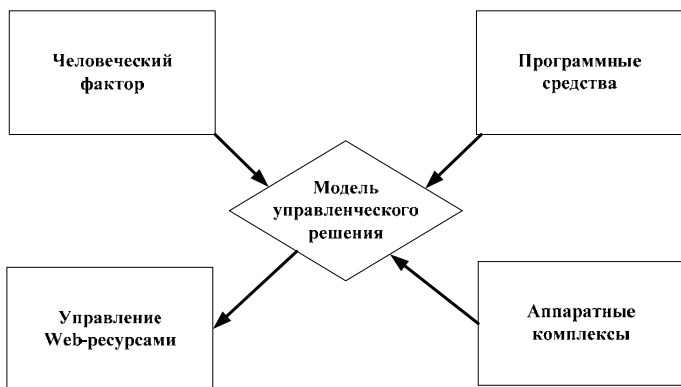 Человеческий
фактор
Программные
средства
Модель
управленческого
решения
Управление
Web-ресурсами
Аппаратные
комплексы